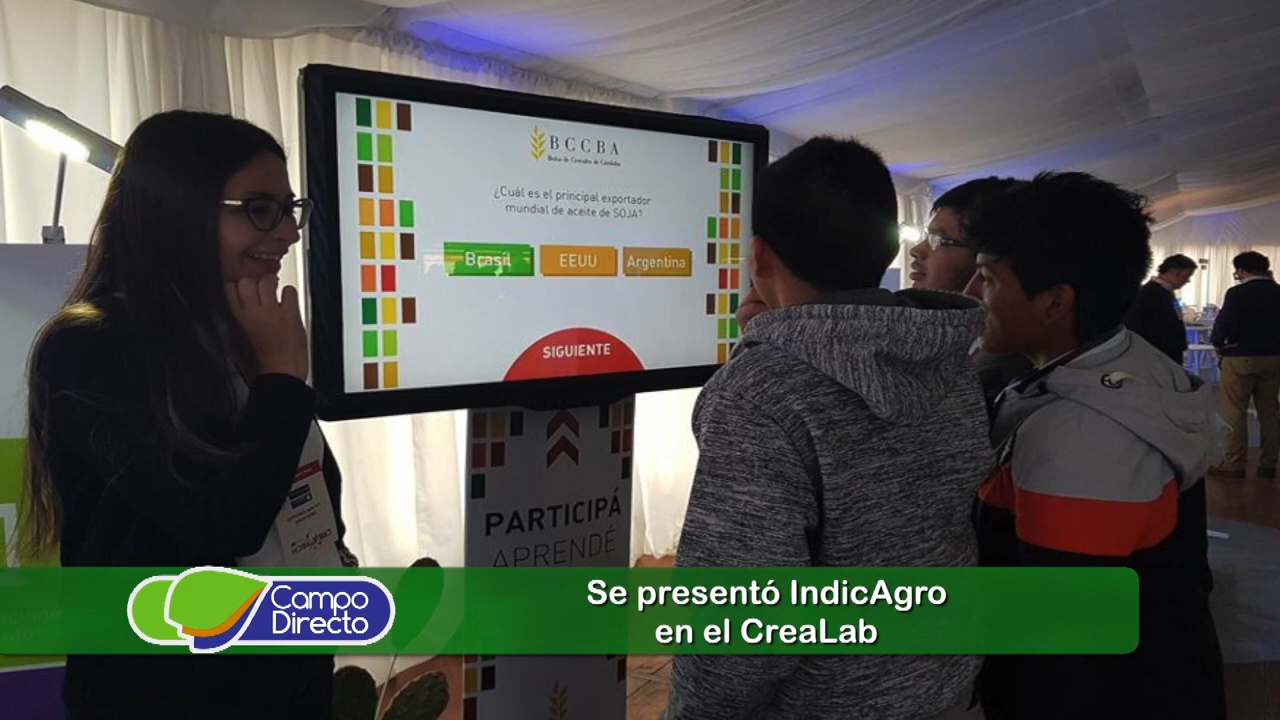 BCCBA
Bolsa de Cereales de Córdoba
¿Cuál es el principal exportador
mundial de aceite de SOJA?
Brasil
EEUU
Argentina
SIGUIENTE
PARTICIPÁ
APRENDÉ
Campo
Directo
Se presentó IndicAgro
en el CreaLab